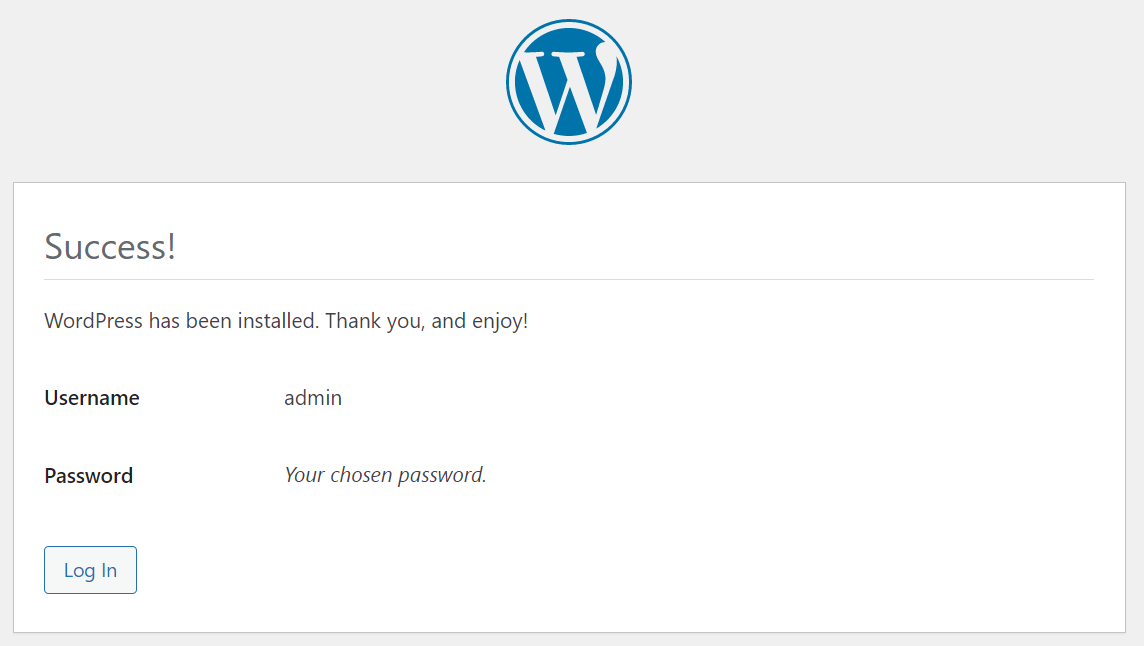 Success!
WordPress has been installed. Thank you, and enjoy!
Username admin
Password Your chosen password.
Log In